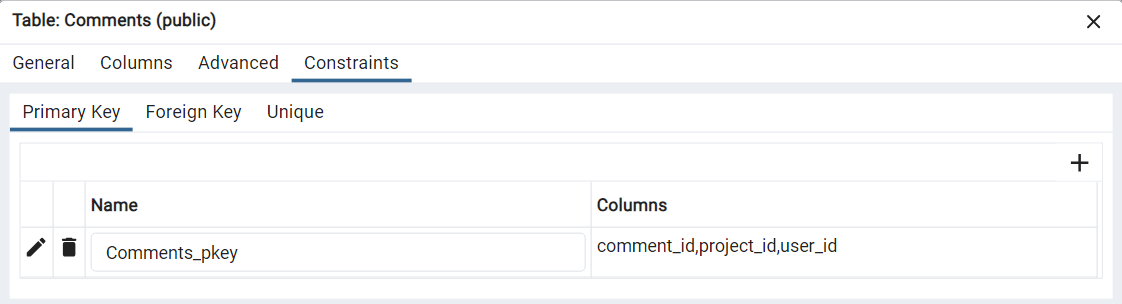 Table: Comments (public)
General Columns Advanced Constraints
Primary Key Foreign Key Unique
Name Columns
Comments_pkey comment_id,project_id,user_id